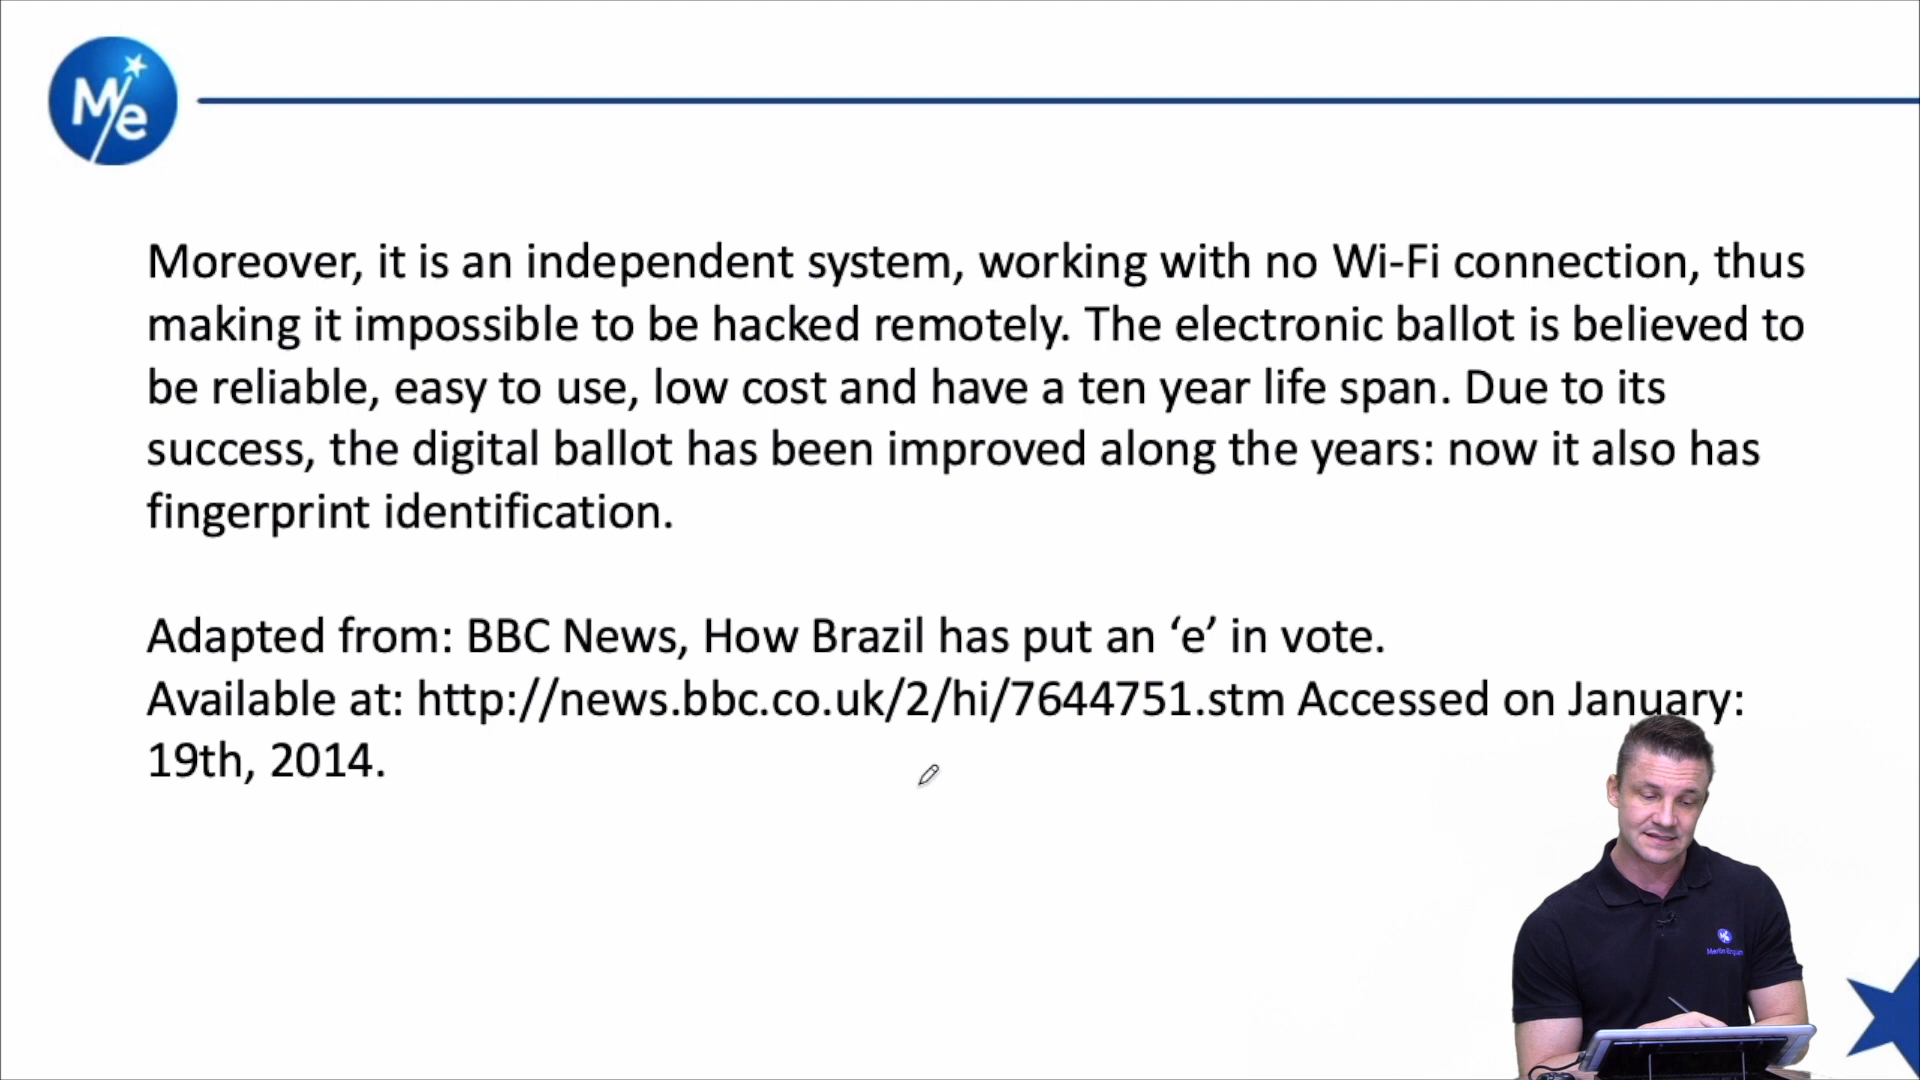 M/e
Moreover, it is an independent system, working with no Wi-Fi connection, thus
making it impossible to be hacked remotely. The electronic ballot is believed to
be reliable, easy to use, low cost and have a ten year life span. Due to its
success, the digital ballot has been improved along the years: now it also has
fingerprint identification.
Adapted from: BBC News, How Brazil has put an ‘e’ in vote.
Available at: http://news.bbc.co.uk/2/hi/7644751.stm Accessed on January:
19th, 2014.